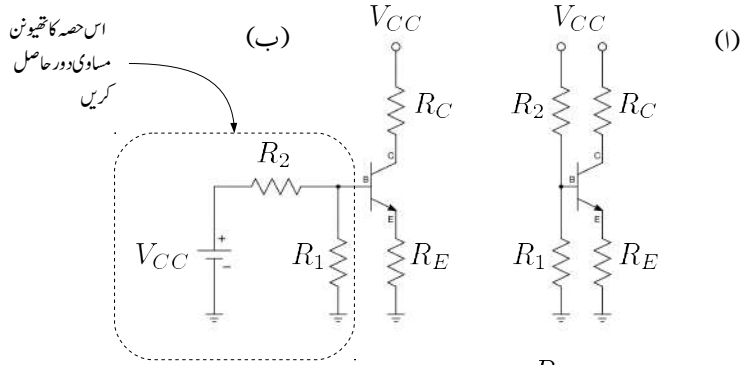 (ا)
V_CC
R_2
R_C
C
B
E
R_1
R_E
(ب)
V_CC
R_C
C
B
E
R_2
R_1
R_E
V_CC
+
−
اس حصہ کا تھیونن
مساوی دور حاصل
کریں